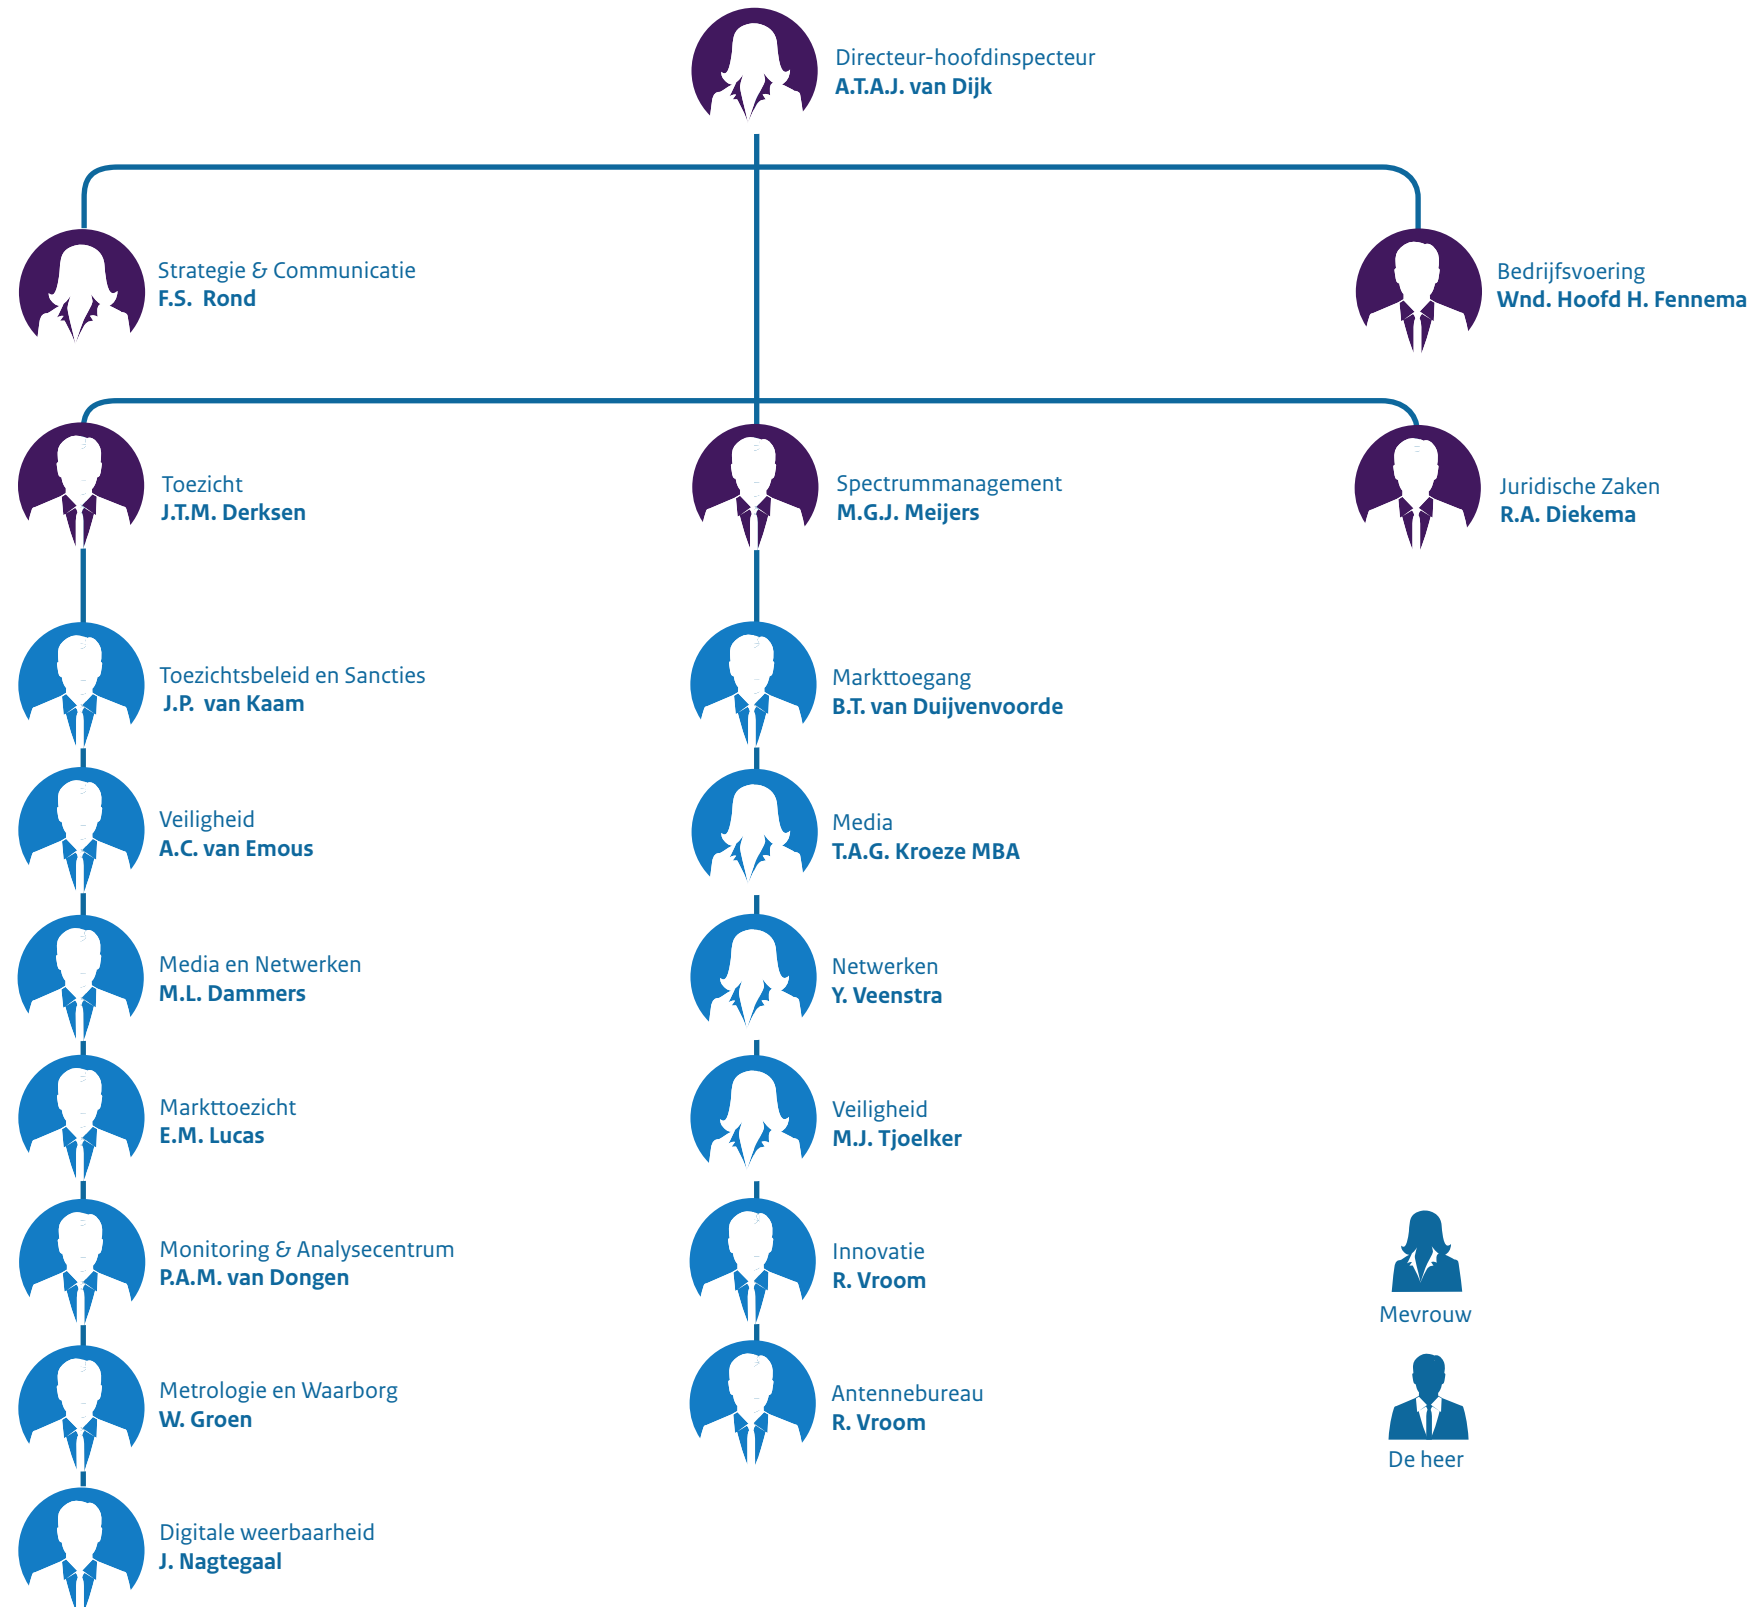 Directeur-hoofdinspecteur
A.T.A.J. van Dijk
Strategie & Communicatie
F.S. Rond
Bedrijfsvoering
Wnd. Hoofd H. Fennema
Toezicht
J.T.M. Derksen
Spectrummanagement
M.G.J. Meijers
Juridische Zaken
R.A. Diekema
Toezichtsbeleid en Sancties
J.P. van Kaam
Veiligheid
A.C. van Emous
Media en Netwerken
M.L. Dammers
Markttoezicht
E.M. Lucas
Monitoring & Analysecentrum
P.A.M. van Dongen
Metrologie en Waarborg
W. Groen
Digitale weerbaarheid
J. Nagtegaal
Markttoegang
B.T. van Duijvenvoorde
Media
T.A.G. Kroeze MBA
Netwerken
Y. Veenstra
Veiligheid
M.J. Tjoelker
Innovatie
R. Vroom
Antennebureau
R. Vroom
Mevrouw
De heer